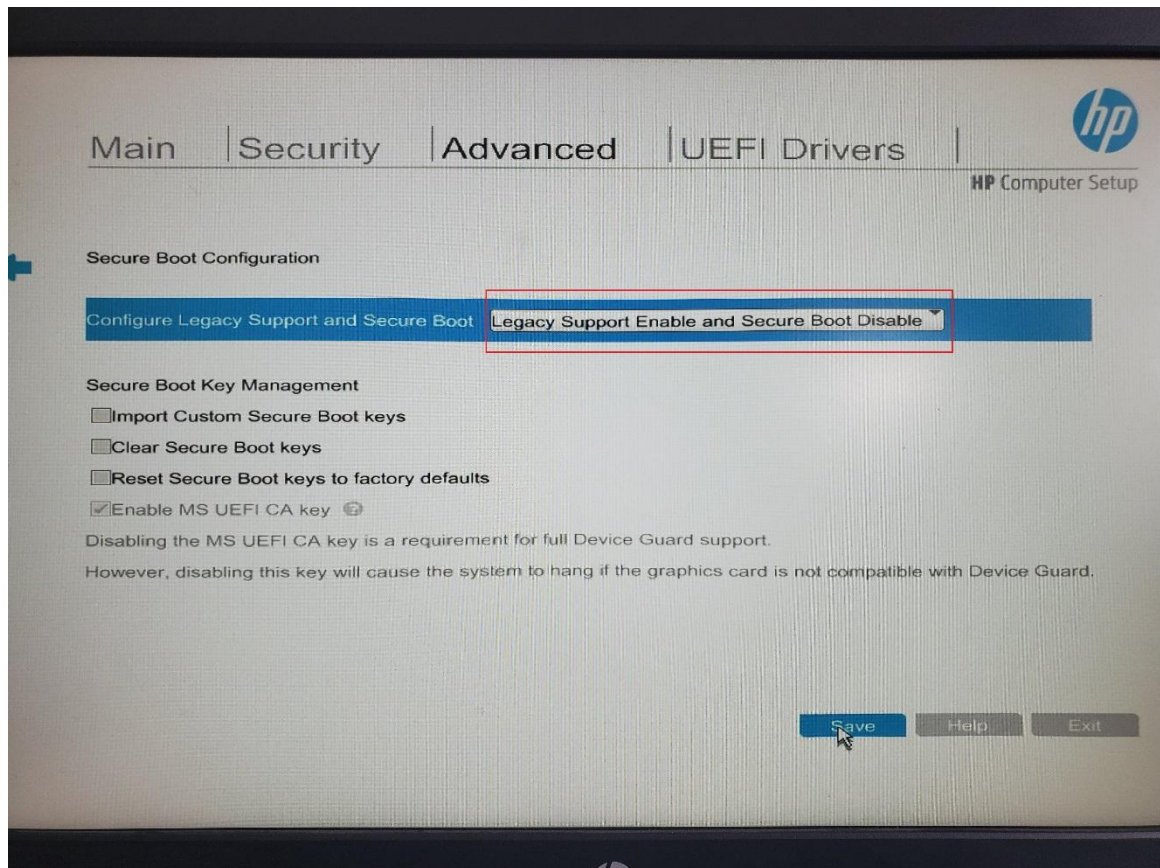 Main Security Advanced UEFI Drivers
hp
HP Computer Setup
Secure Boot Configuration
Configure Legacy Support and Secure Boot Legacy Support Enable and Secure Boot Disable
Secure Boot Key Management
Import Custom Secure Boot keys
Clear Secure Boot keys
Reset Secure Boot keys to factory defaults
Enable MS UEFI CA key ?
Disabling the MS UEFI CA key is a requirement for full Device Guard support.
However, disabling this key will cause the system to hang if the graphics card is not compatible with Device Guard.
Save Help Exit